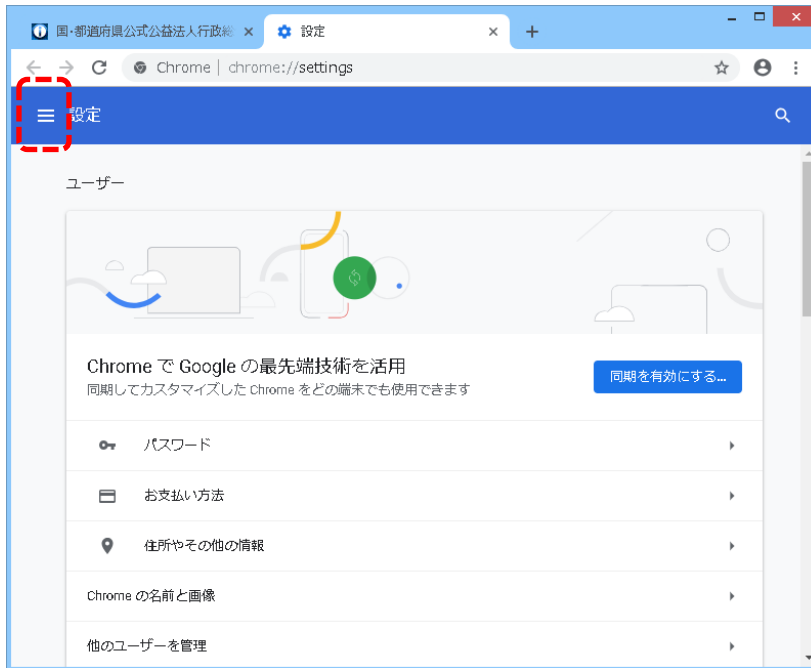 国・都道府県公式公益法人行政総
設定
Chrome | chrome://settings
設定
ユーザー
Chrome で Google の最先端技術を活用
同期してカスタマイズした Chrome をどの端末でも使用できます
同期を有効にする...
パスワード
お支払い方法
住所やその他の情報
Chrome の名前と画像
他のユーザーを管理